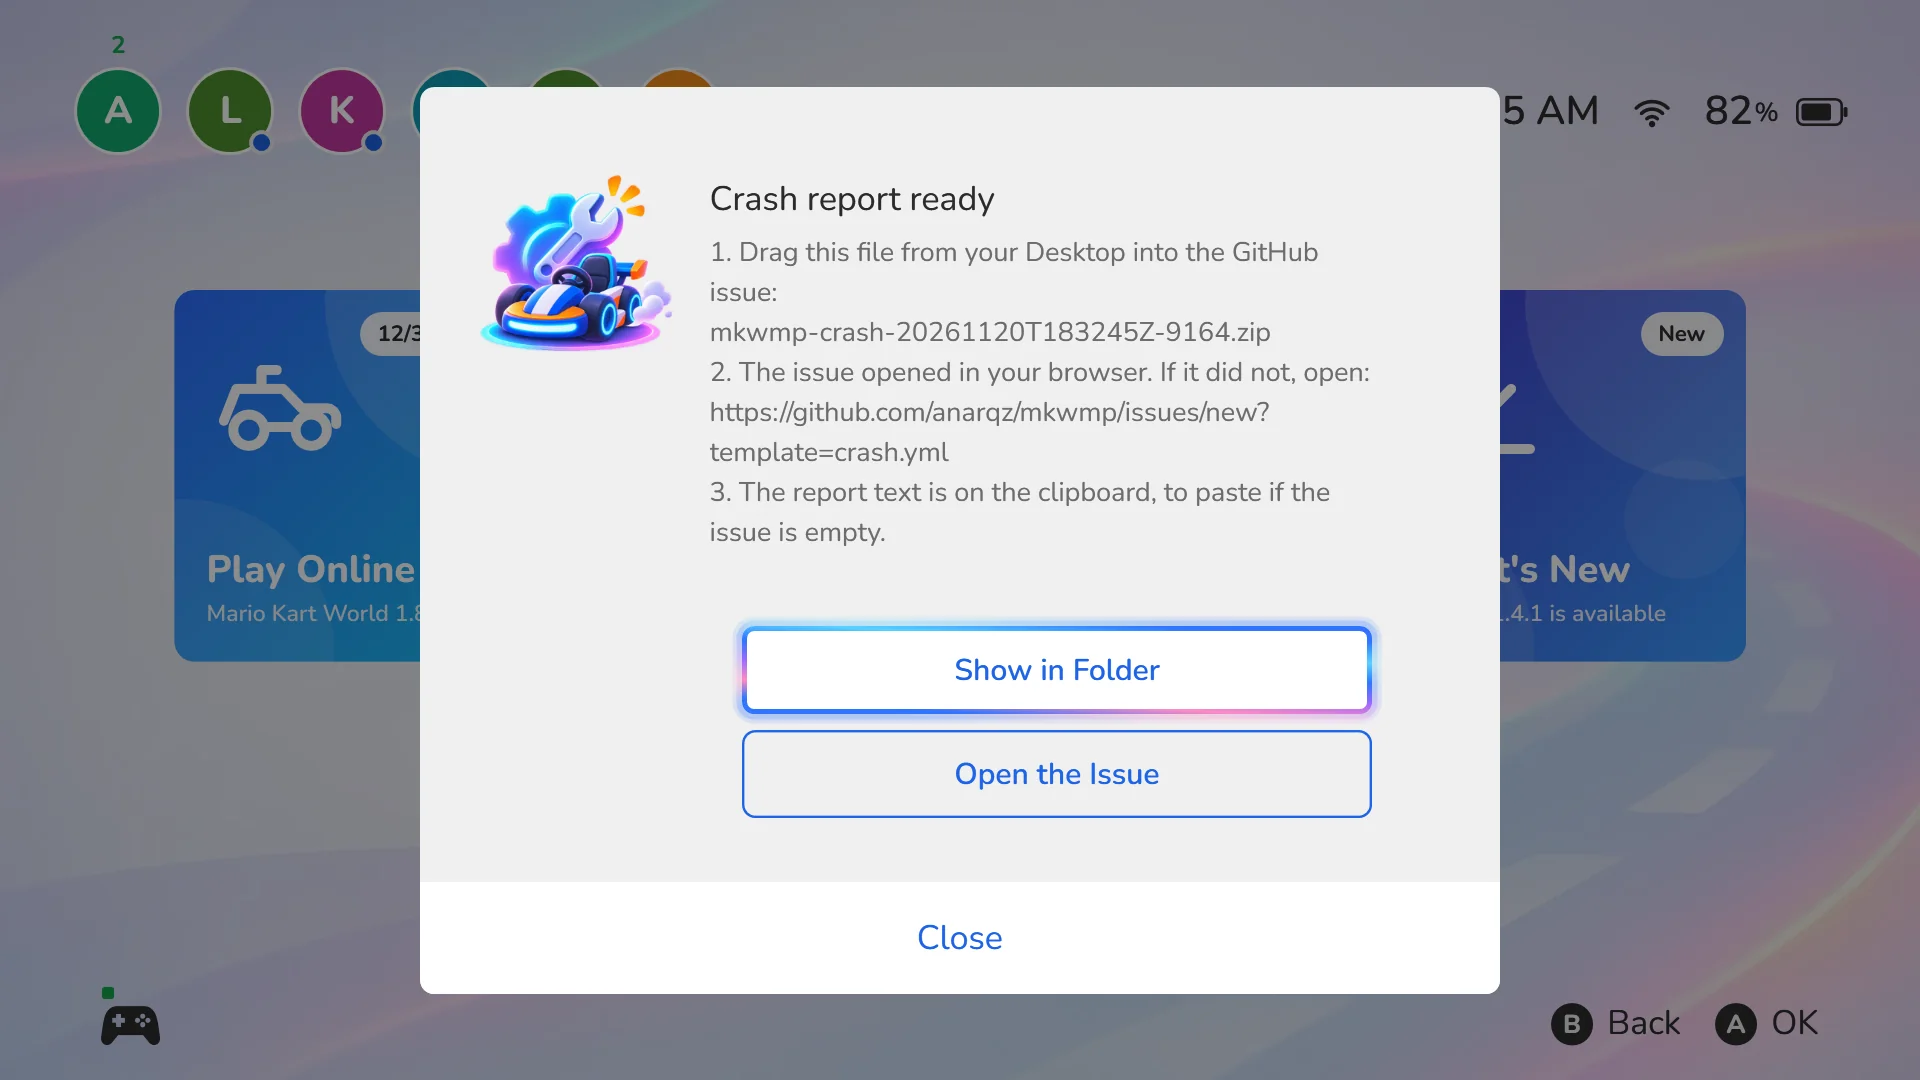 2
A
L
K
5 AM
82%
Crash report ready
1. Drag this file from your Desktop into the GitHub
issue:
mkwmp-crash-20261120T183245Z-9164.zip
2. The issue opened in your browser. If it did not, open:
https://github.com/anarqz/mkwmp/issues/new?
template=crash.yml
3. The report text is on the clipboard, to paste if the
issue is empty.
12/3
New
Play Online
Mario Kart World 1.8
t's New
.4.1 is available
Show in Folder
Open the Issue
Close
B Back
A OK